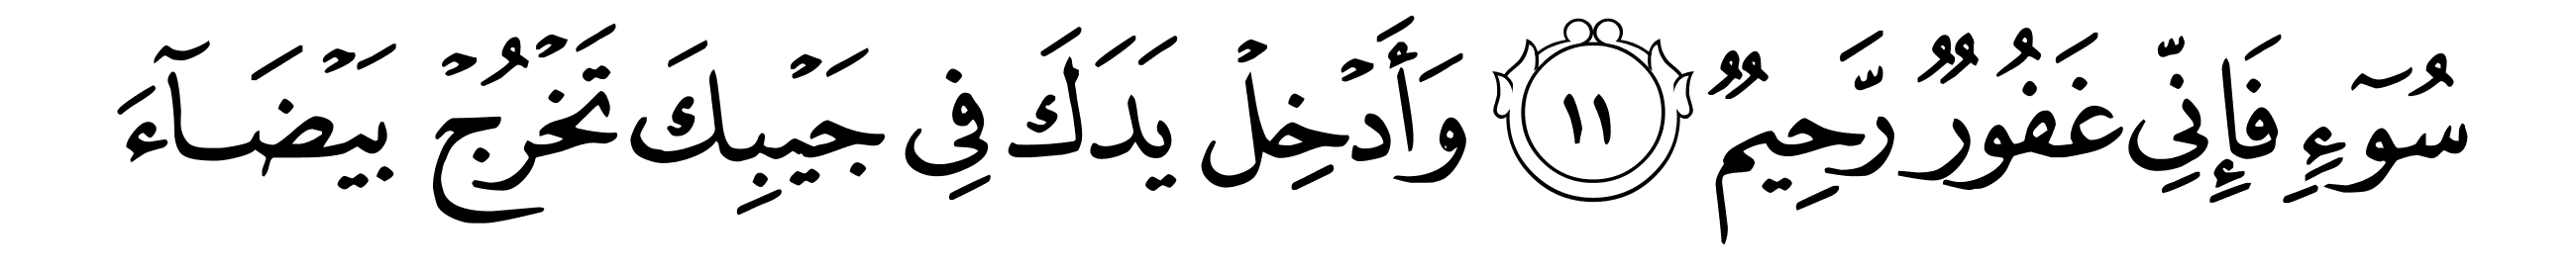 سُوٓءٍ فَإِنِّى غَفُورٌ رَّحِيمٌ ١١ وَأَدْخِلْ يَدَكَ فِى جَيْبِكَ تَخْرُجْ بَيْضَآءَ